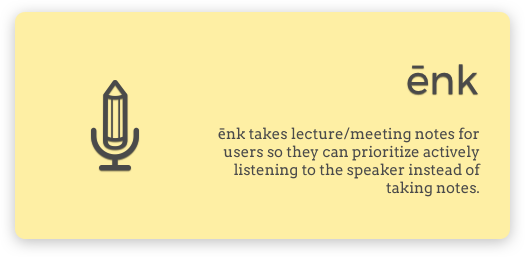 ēnk
ēnk takes lecture/meeting notes for
users so they can prioritize actively
listening to the speaker instead of
taking notes.